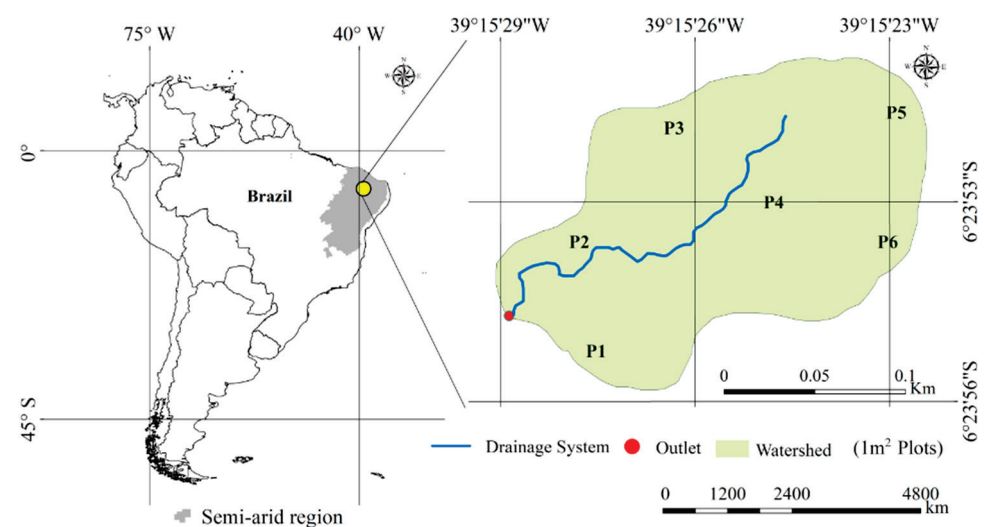 75° W
40° W
N
W
E
S
0°
Brazil
45° S
Semi-arid region
39°15'29" W
39°15'26" W
39°15'23" W
N
W
E
S
P3
P5
P4
6°23'53"S
P2
P6
P1
0 0.05 0.1
Km
6°23'56"S
Drainage System
Outlet
Watershed
(1m² Plots)
0 1200 2400 4800
km